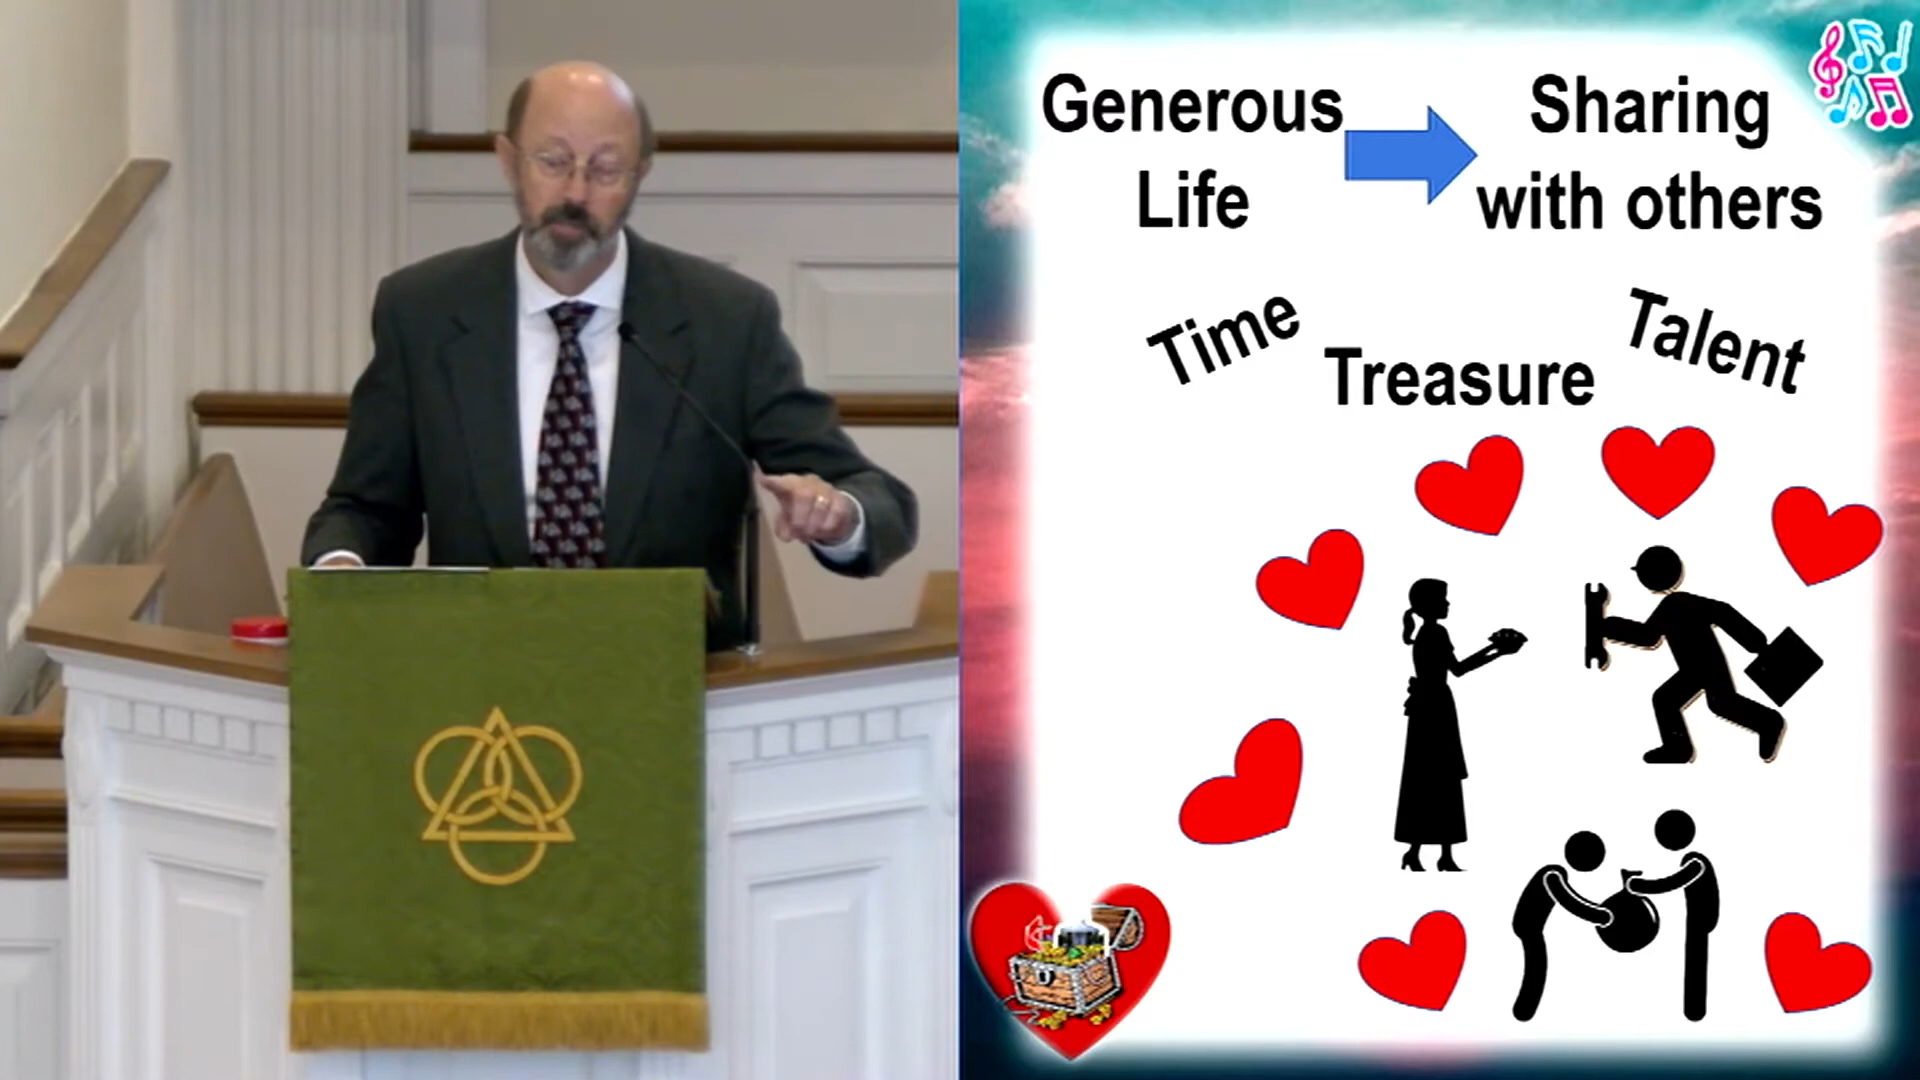 Generous
Life
Sharing
with others
Time
Treasure
Talent